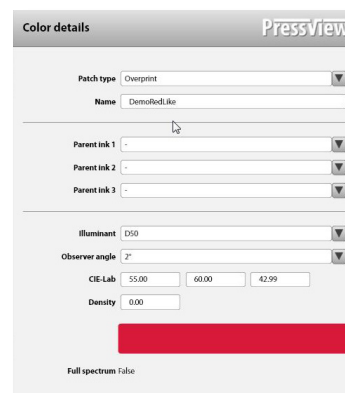 Color details PressView
Patch type Overprint
Name DemoRedLike
Parent ink 1 -
Parent ink 2 -
Parent ink 3 -
Illuminant D50
Observer angle 2°
CIE-Lab 55.00 60.00 42.99
Density 0.00
Full spectrum False